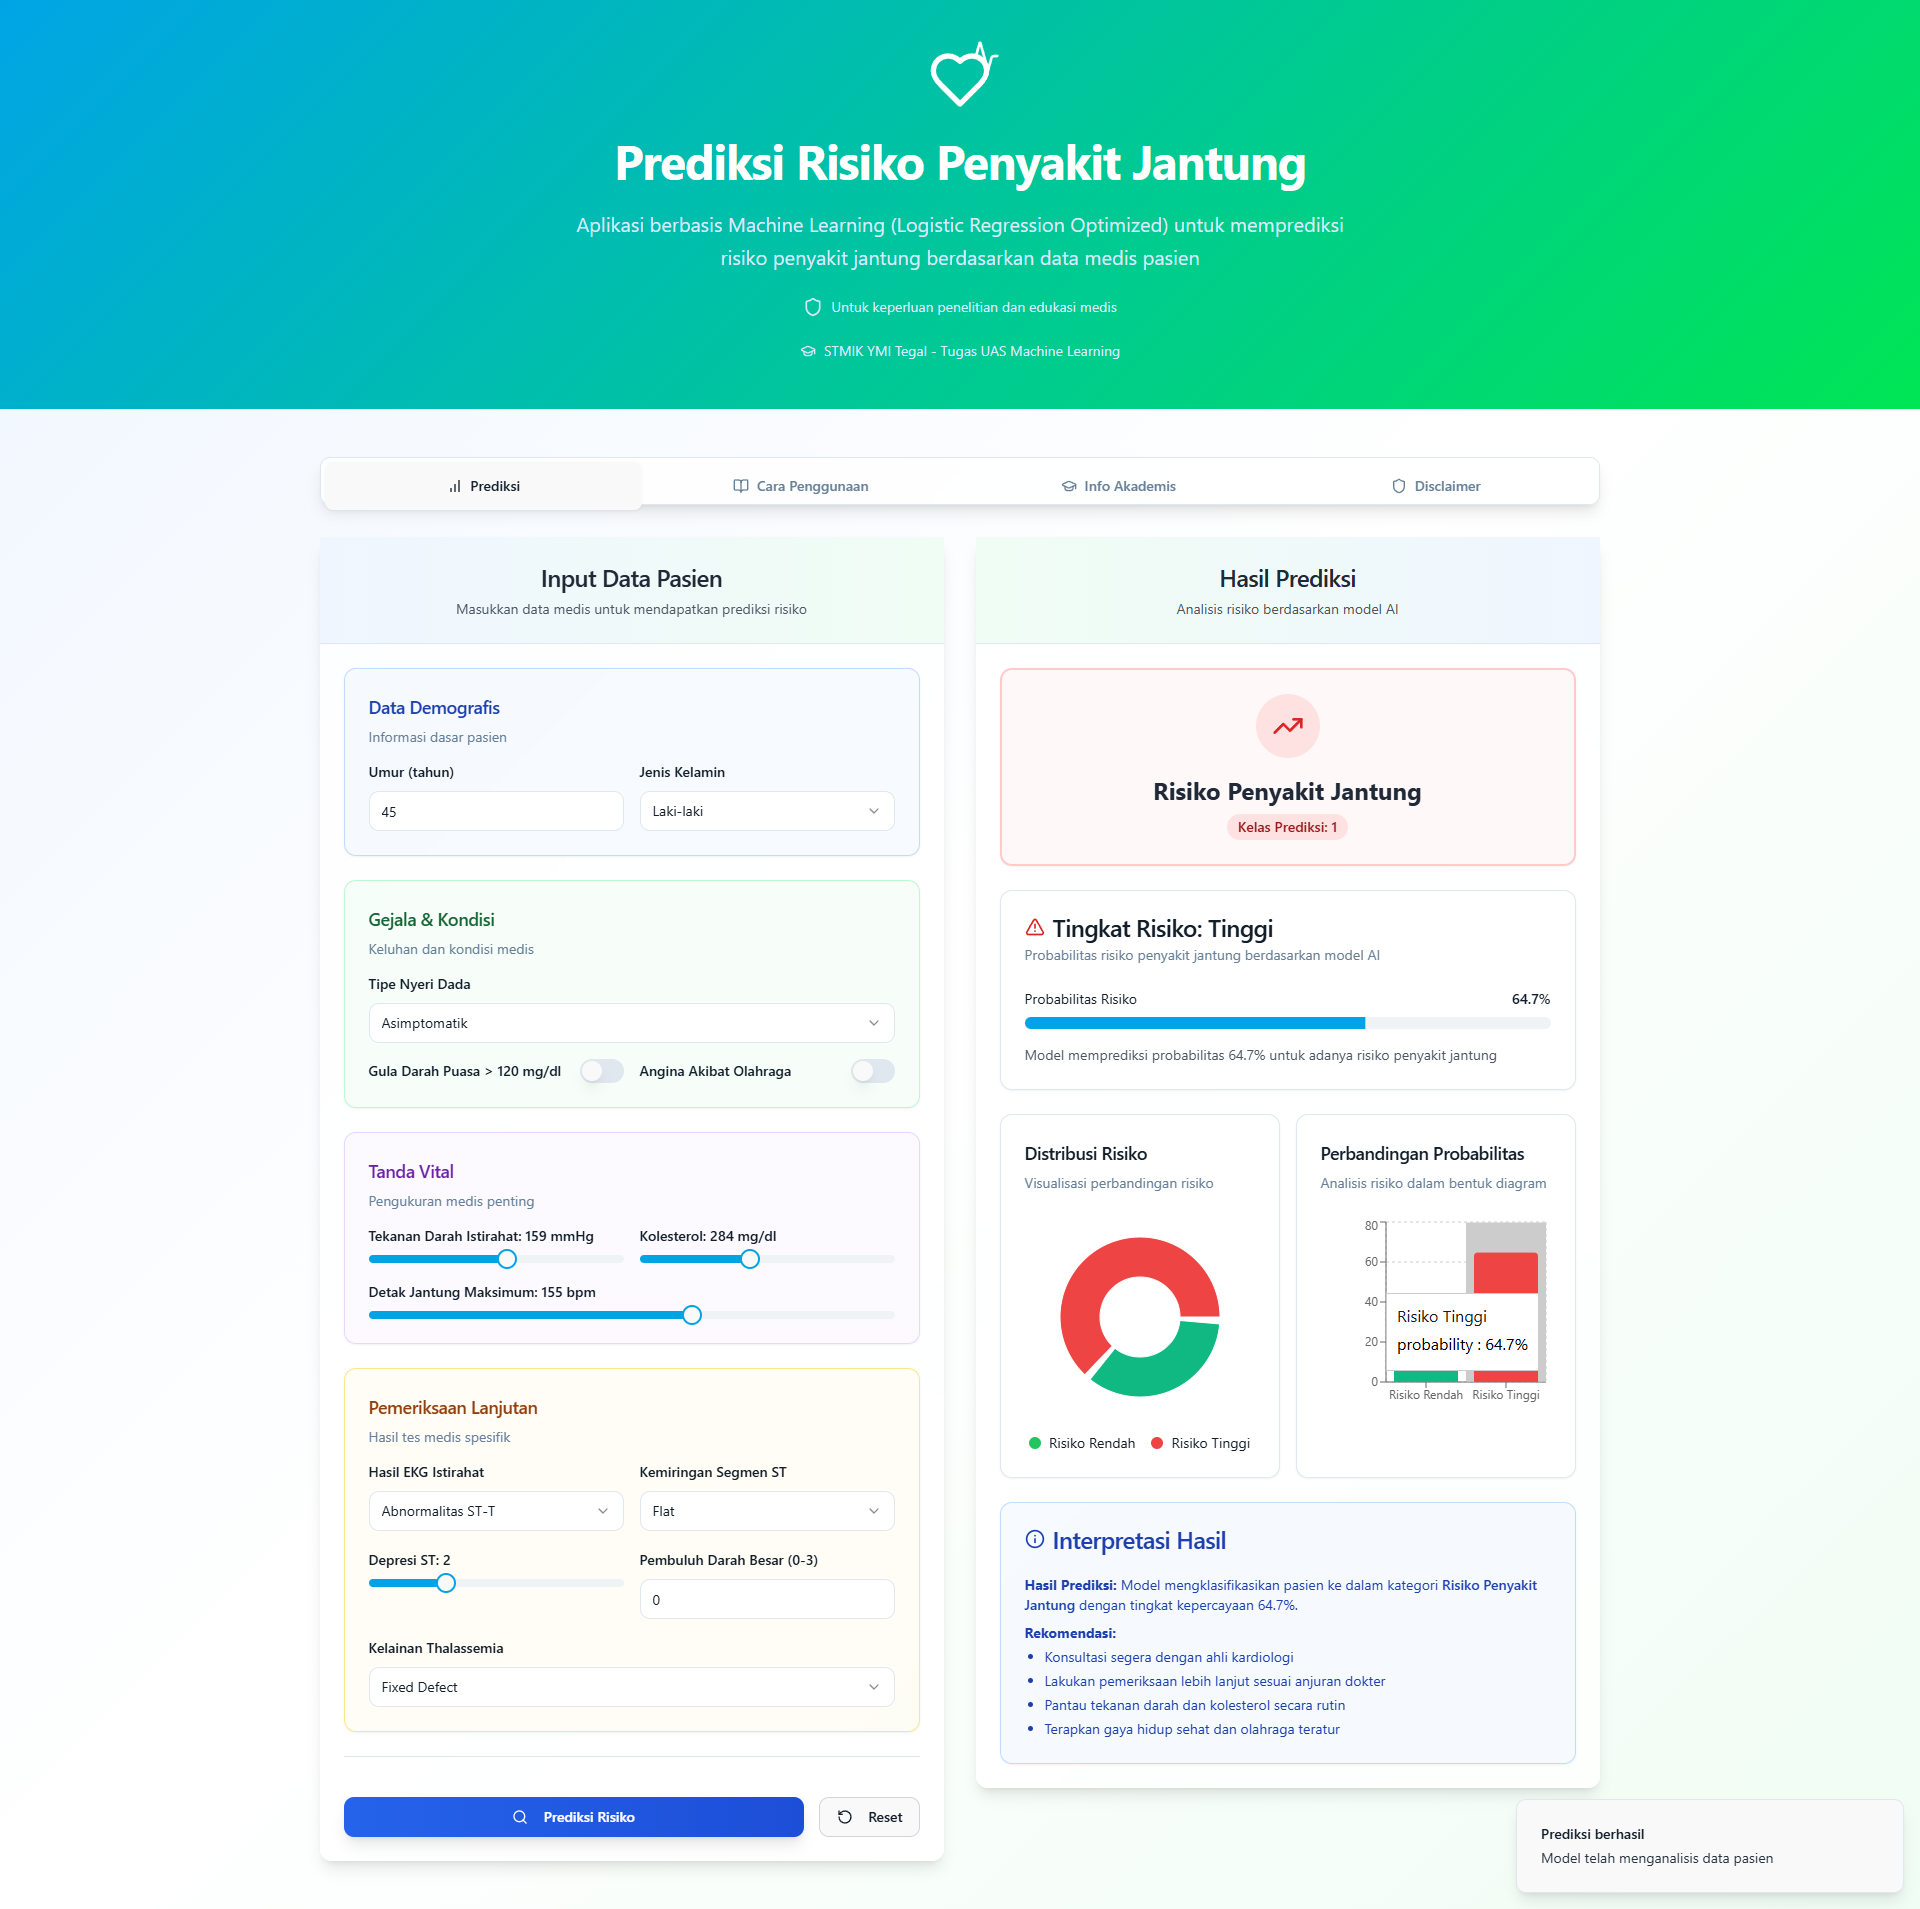 Prediksi Risiko Penyakit Jantung
Aplikasi berbasis Machine Learning (Logistic Regression Optimized) untuk memprediksi
risiko penyakit jantung berdasarkan data medis pasien
Untuk keperluan penelitian dan edukasi medis
STMIK YMI Tegal - Tugas UAS Machine Learning
Prediksi
Cara Penggunaan
Info Akademis
Disclaimer
Input Data Pasien
Masukkan data medis untuk mendapatkan prediksi risiko
Data Demografis
Informasi dasar pasien
Umur (tahun)
Jenis Kelamin
45
Laki-laki
Gejala & Kondisi
Keluhan dan kondisi medis
Tipe Nyeri Dada
Asimptomatik
Gula Darah Puasa > 120 mg/dl
Angina Akibat Olahraga
Tanda Vital
Pengukuran medis penting
Tekanan Darah Istirahat: 159 mmHg
Kolesterol: 284 mg/dl
Detak Jantung Maksimum: 155 bpm
Pemeriksaan Lanjutan
Hasil tes medis spesifik
Hasil EKG Istirahat
Kemiringan Segmen ST
Abnormalitas ST-T
Flat
Depresi ST: 2
Pembuluh Darah Besar (0-3)
0
Kelainan Thalassemia
Fixed Defect
Prediksi Risiko
Reset
Hasil Prediksi
Analisis risiko berdasarkan model AI
Risiko Penyakit Jantung
Kelas Prediksi: 1
Tingkat Risiko: Tinggi
Probabilitas risiko penyakit jantung berdasarkan model AI
Probabilitas Risiko
64.7%
Model memprediksi probabilitas 64.7% untuk adanya risiko penyakit jantung
Distribusi Risiko
Visualisasi perbandingan risiko
Risiko Rendah
Risiko Tinggi
Perbandingan Probabilitas
Analisis risiko dalam bentuk diagram
80
60
40
20
0
Risiko Tinggi
probability : 64.7%
Risiko Rendah
Risiko Tinggi
Interpretasi Hasil
Hasil Prediksi: Model mengklasifikasikan pasien ke dalam kategori Risiko Penyakit
Jantung dengan tingkat kepercayaan 64.7%.
Rekomendasi:
Konsultasi segera dengan ahli kardiologi
Lakukan pemeriksaan lebih lanjut sesuai anjuran dokter
Pantau tekanan darah dan kolesterol secara rutin
Terapkan gaya hidup sehat dan olahraga teratur
Prediksi berhasil
Model telah menganalisis data pasien